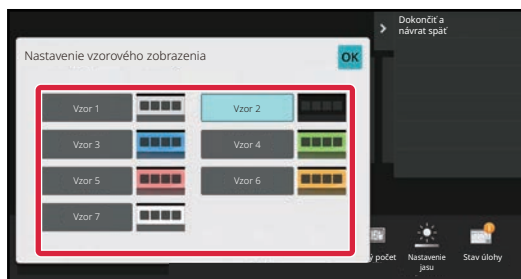 Dokončiť a
návrat späť
Nastavenie vzorového zobrazenia
OK
Vzor 1
Vzor 2
Vzor 3
Vzor 4
Vzor 5
Vzor 6
Vzor 7
počet
Nastavenie
jasu
Stav úlohy